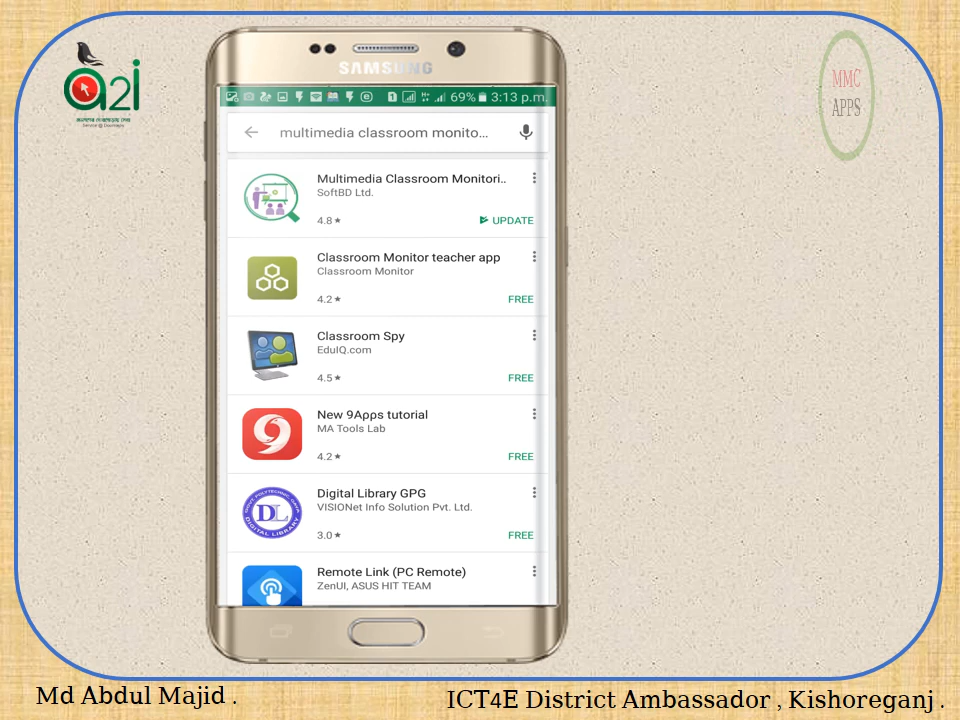 a2i
Service @ Doorsteps
MMC
APPS
SAMSUNG
69% 3:13 p.m.
multimedia classroom monito...
Multimedia Classroom Monitori..
SoftBD Ltd.
4.8 ★ UPDATE
Classroom Monitor teacher app
Classroom Monitor
4.2 ★ FREE
Classroom Spy
EduIQ.com
4.5 ★ FREE
New 9Apps tutorial
MA Tools Lab
4.2 ★ FREE
Digital Library GPG
VISIONet Info Solution Pvt. Ltd.
DL
DIGITAL LIBRARY
3.0 ★ FREE
Remote Link (PC Remote)
ZenUI, ASUS HIT TEAM
Md Abdul Majid .
ICT4E District Ambassador , Kishoreganj .